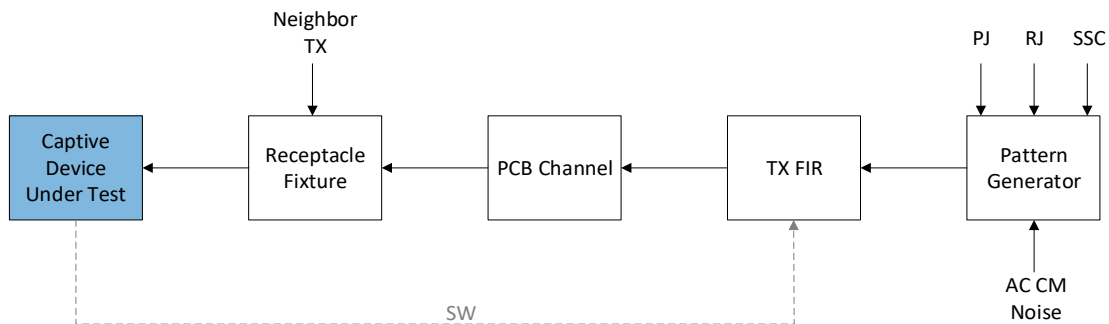 Neighbor
TX
PJ
RJ
SSC
Captive
Device
Under Test
Receptacle
Fixture
PCB Channel
TX FIR
Pattern
Generator
AC CM
Noise
SW